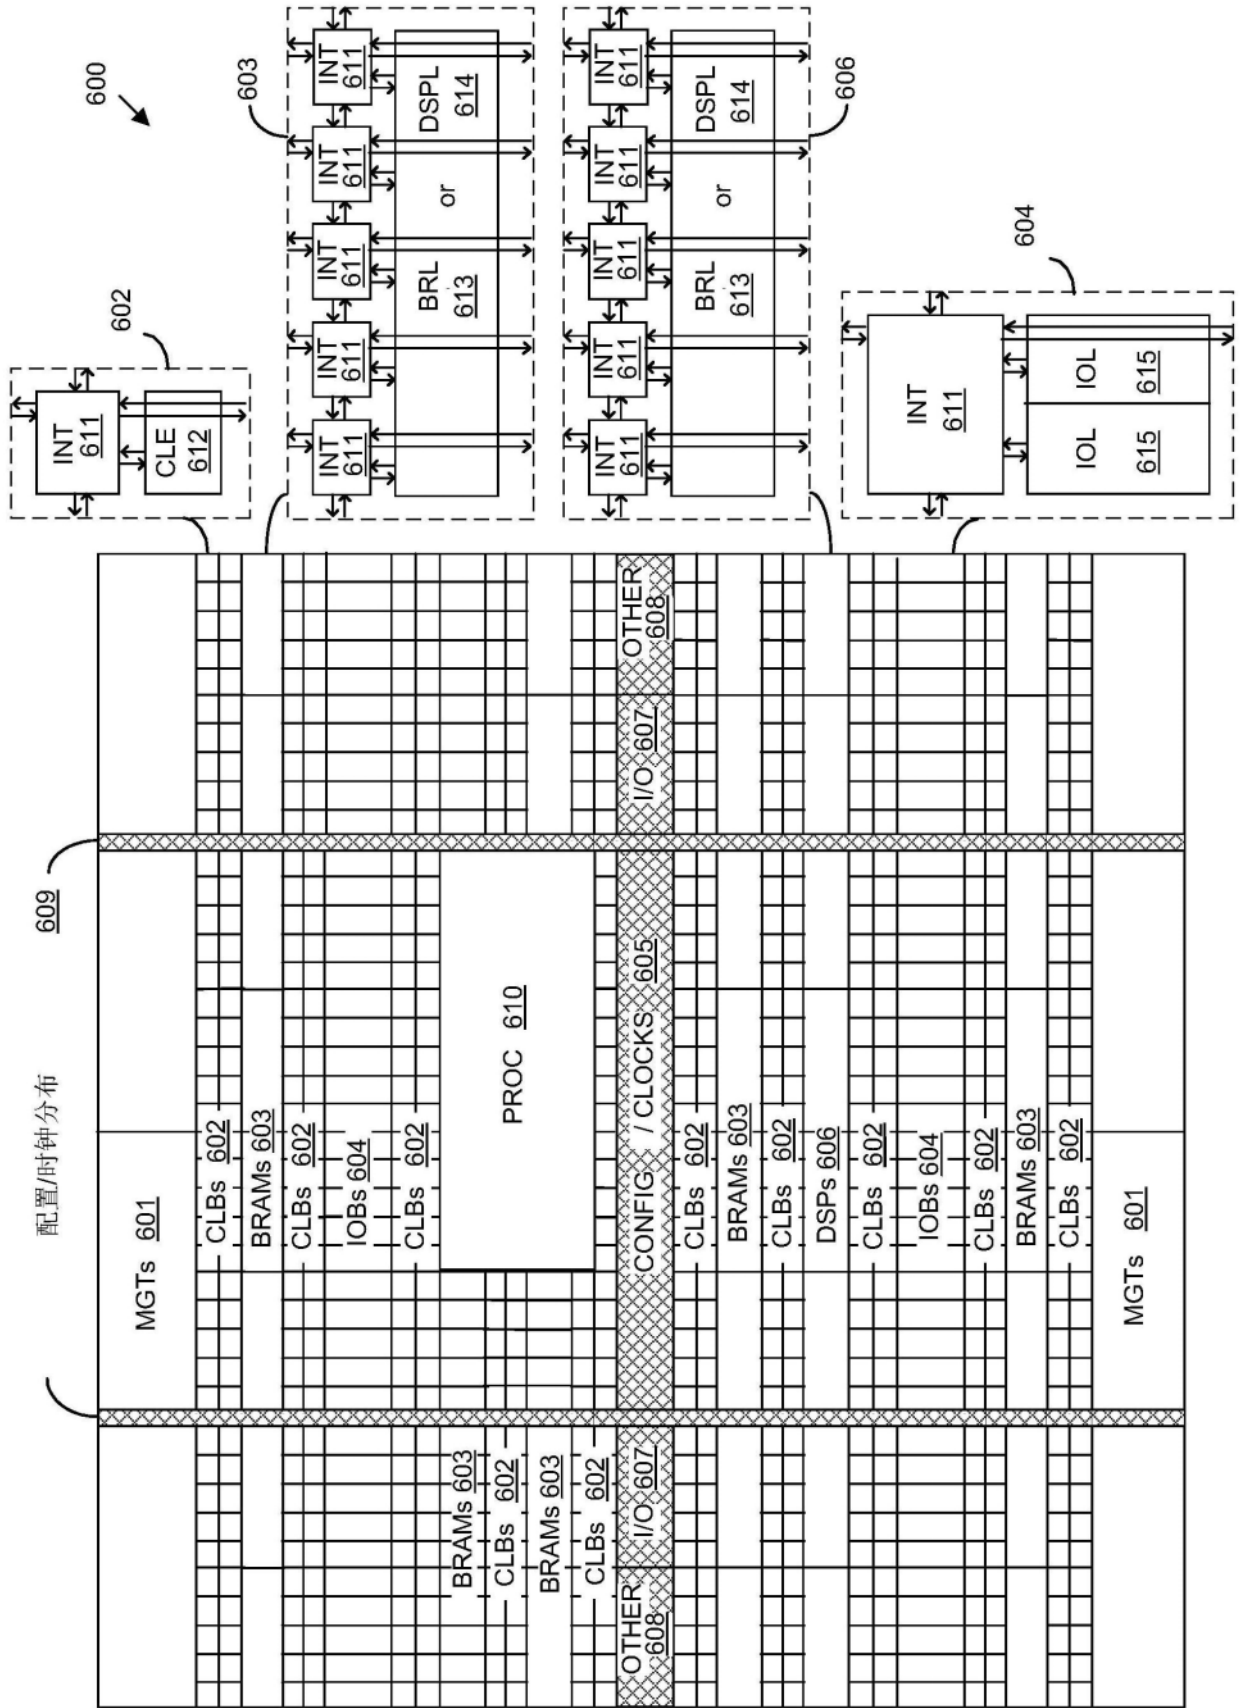 600
配置/时钟分布
609
MGTs 601
CLBs 602
BRAMs 603
CLBs 602
IOBs 604
CLBs 602
BRAMs 603
CLBs 602
BRAMs 603
CLBs 602
PROC 610
OTHER
608
I/O 607
CONFIG / CLOCKS 605
I/O 607
OTHER
608
CLBs 602
BRAMs 603
CLBs 602
DSPs 606
CLBs 602
IOBs 604
CLBs 602
BRAMs 603
CLBs 602
MGTs 601
602
INT
611
CLE
612
603
INT
611
INT
611
INT
611
INT
611
INT
611
BRL or DSPL
613
614
INT
611
INT
611
INT
611
INT
611
INT
611
BRL or DSPL
613
614
606
604
INT
611
IOL
615
IOL
615